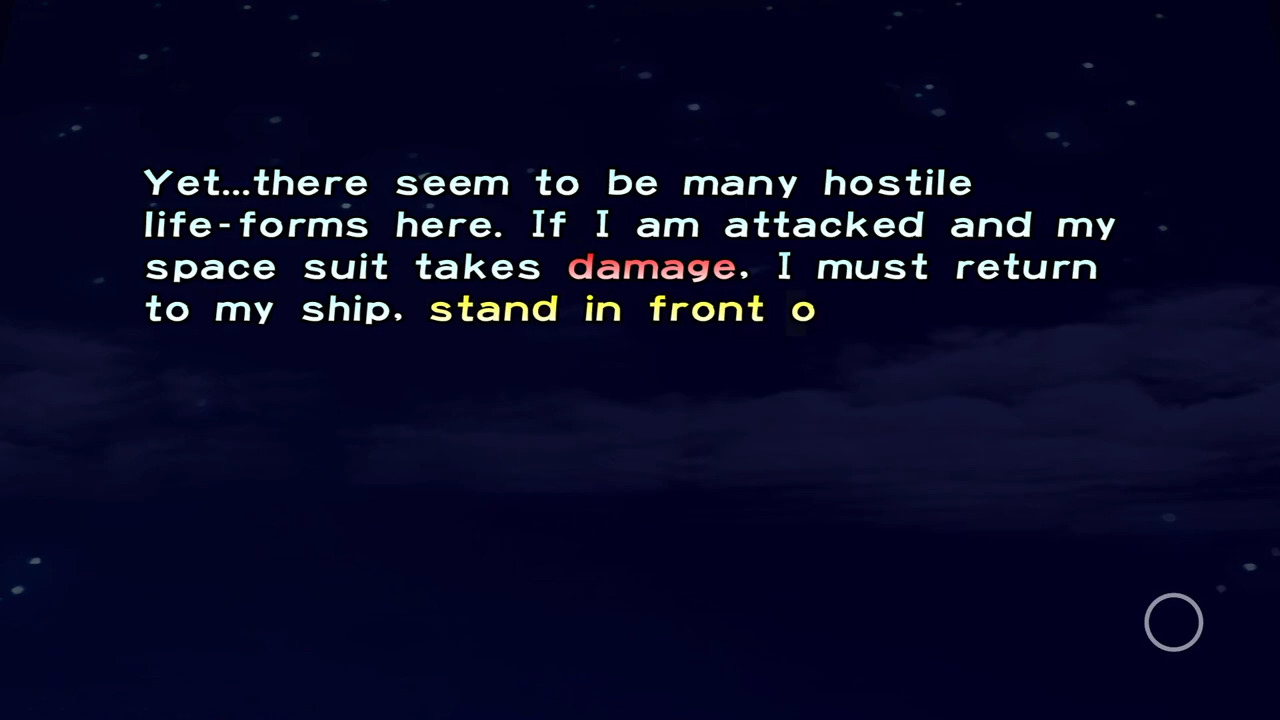 Yet...there seem to be many hostile
life-forms here. If I am attacked and my
space suit takes damage, I must return
to my ship, stand in front o